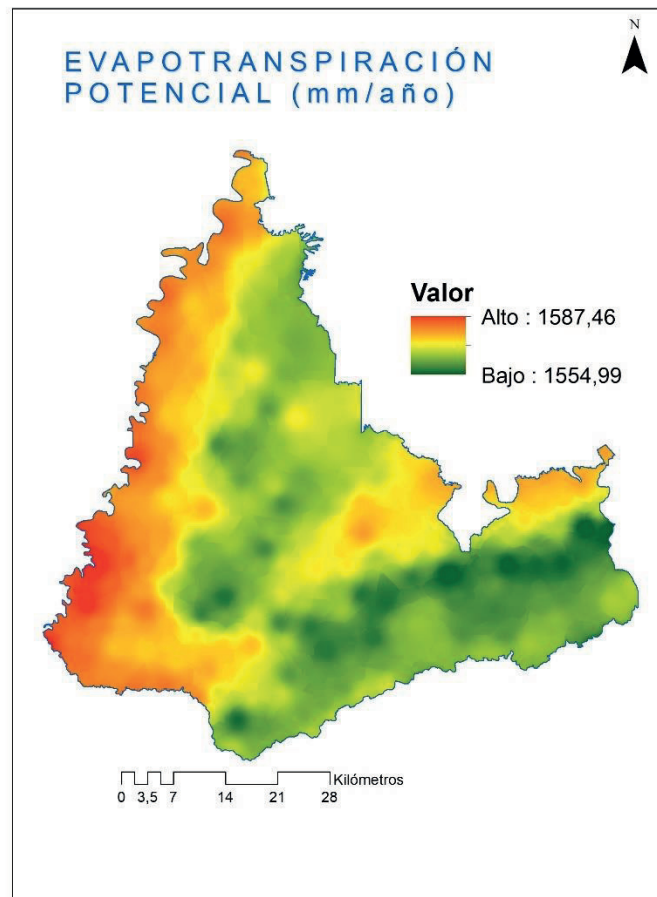 N
EVAPOTRANSPIRACIÓN
POTENCIAL (mm/año)
Valor
Alto : 1587,46
Bajo : 1554,99
Kilómetros
0 3,5 7 14 21 28